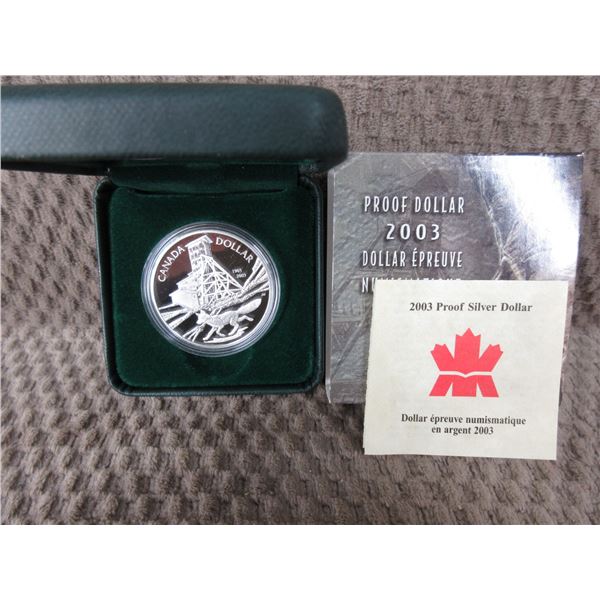 CANADA DOLLAR
1903
2003
PROOF DOLLAR
2003
DOLLAR ÉPREUVE
NUMISMATIQUE
2003 Proof Silver Dollar
Dollar épreuve numismatique
en argent 2003